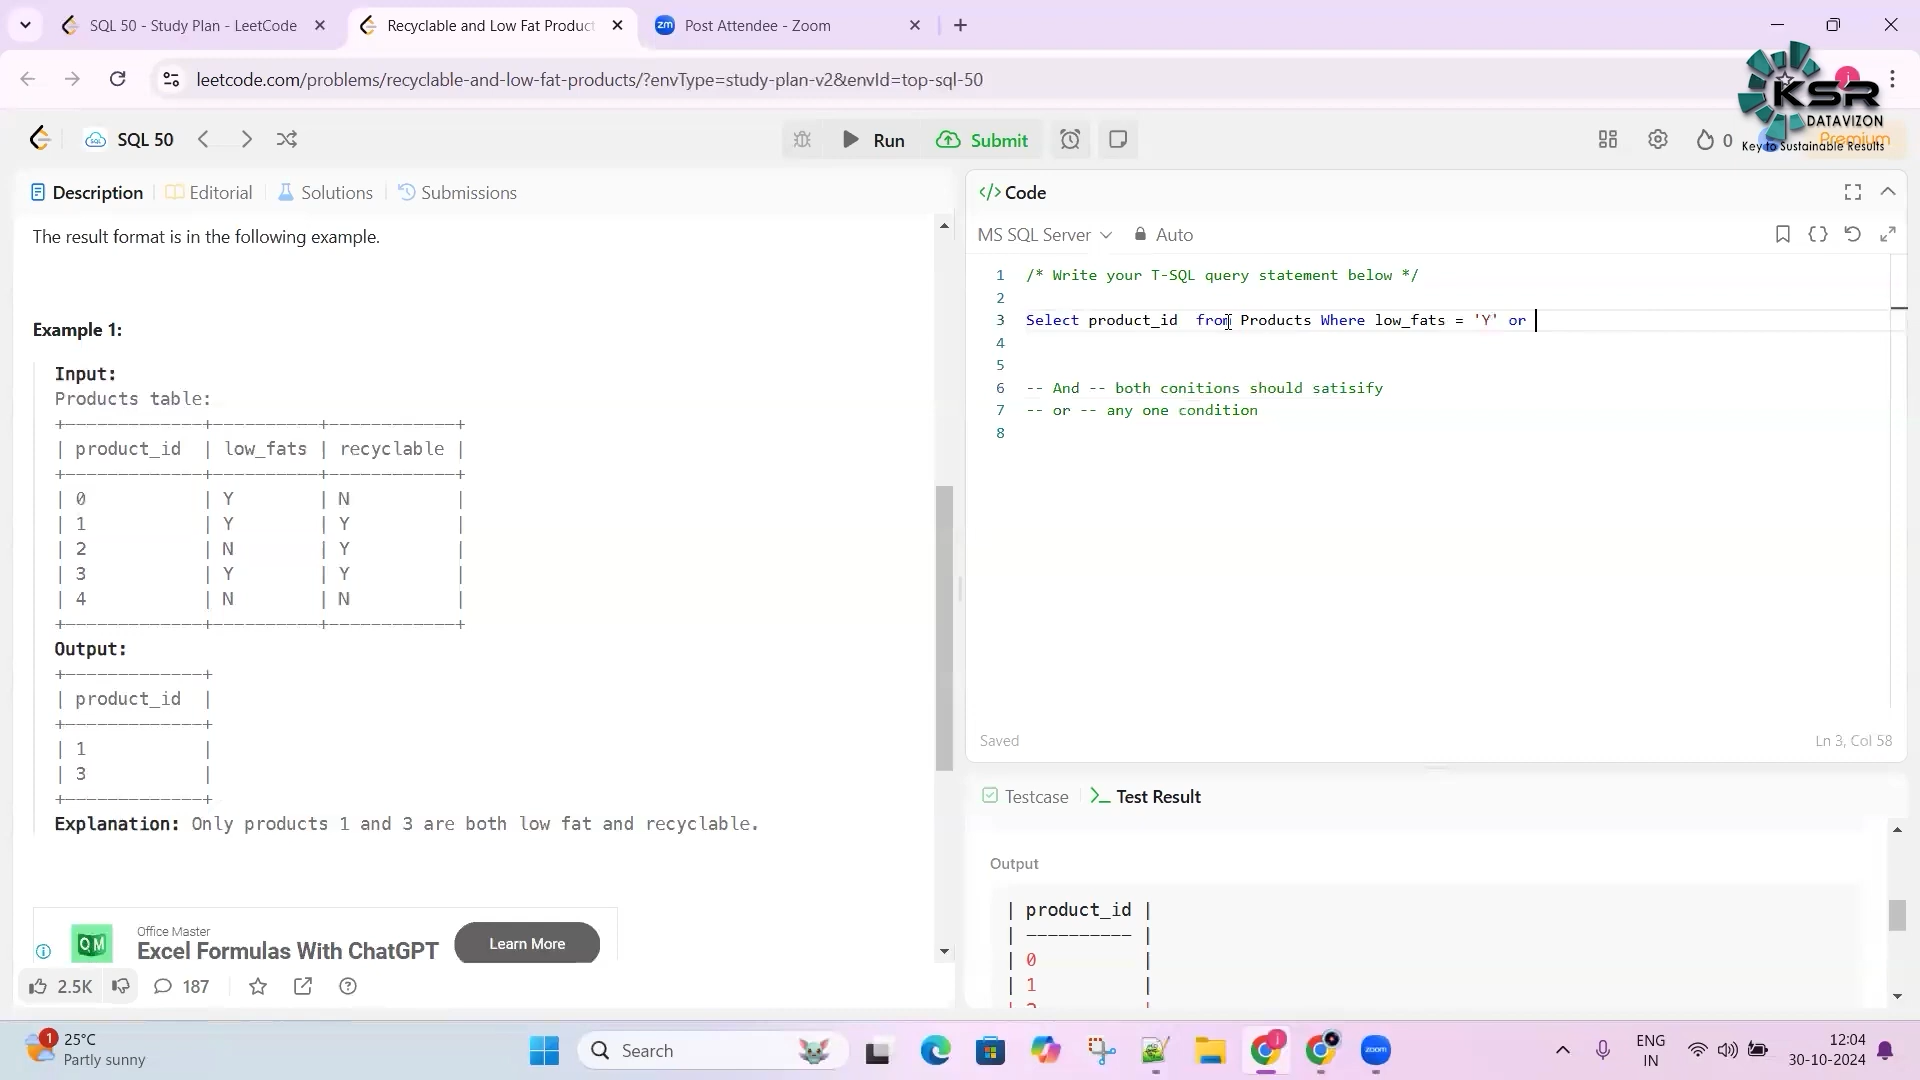 SQL 50 - Study Plan - LeetCode
Recyclable and Low Fat Product
zm Post Attendee - Zoom
leetcode.com/problems/recyclable-and-low-fat-products/?envType=study-plan-v2&envId=top-sql-50
KSR
DATAVIZON
Key to Sustainable Results
SQL 50
Run
Submit
0
Premium
Description
Editorial
Solutions
Submissions
The result format is in the following example.
Example 1:
Input:
Products table:
+-------------+----------+------------+
| product_id | low_fats | recyclable |
+-------------+----------+------------+
| 0 | Y | N |
| 1 | Y | Y |
| 2 | N | Y |
| 3 | Y | Y |
| 4 | N | N |
+-------------+----------+------------+
Output:
+-------------+
| product_id |
+-------------+
| 1 |
| 3 |
+-------------+
Explanation: Only products 1 and 3 are both low fat and recyclable.
Office Master
QM
Excel Formulas With ChatGPT
Learn More
2.5K
187
</> Code
MS SQL Server
Auto
1 /* Write your T-SQL query statement below */
2
3 Select product_id from Products Where low_fats = 'Y' or
4
5
6 -- And -- both conitions should satisify
7 -- or -- any one condition
8
Saved
Ln 3, Col 58
Testcase
Test Result
Output
| product_id |
| ---------- |
| 0 |
| 1 |
1
25°C
Partly sunny
Search
zoom
ENG
IN
12:04
30-10-2024